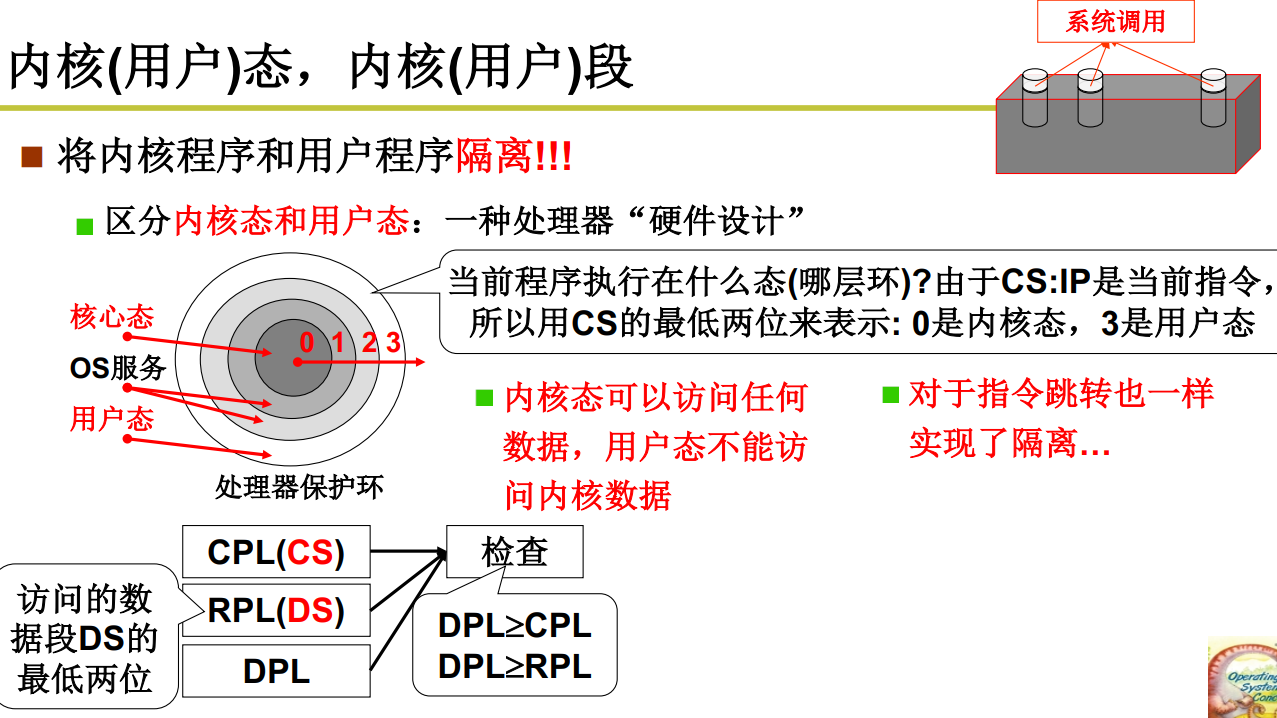 系统调用
内核(用户)态，内核(用户)段
将内核程序和用户程序隔离!!!
区分内核态和用户态：一种处理器“硬件设计”
当前程序执行在什么态(哪层环)?由于CS:IP是当前指令，
所以用CS的最低两位来表示: 0是内核态，3是用户态
核心态
OS服务
用户态
0 1 2 3
处理器保护环
内核态可以访问任何
数据，用户态不能访
问内核数据
对于指令跳转也一样
实现了隔离…
访问的数
据段DS的
最低两位
CPL(CS)
RPL(DS)
DPL
检查
DPL≥CPL
DPL≥RPL
Operating
System
Conc